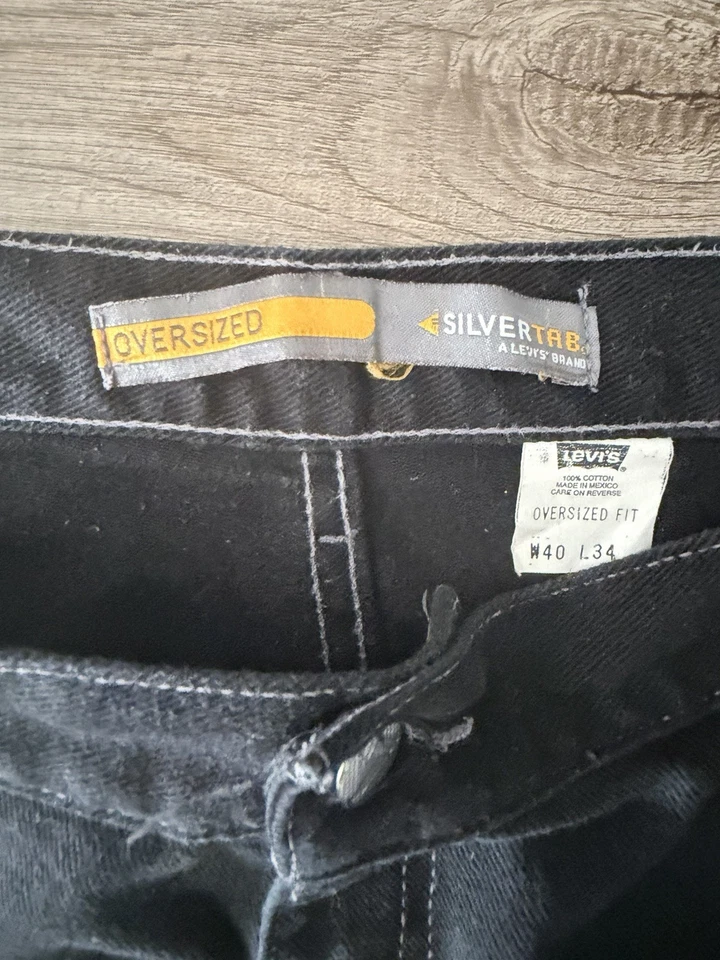 OVERSIZED
SILVERTAB
A LEVI'S BRAND
Levi's
100% COTTON
MADE IN MEXICO
CARE ON REVERSE
OVERSIZED FIT
W40 L34